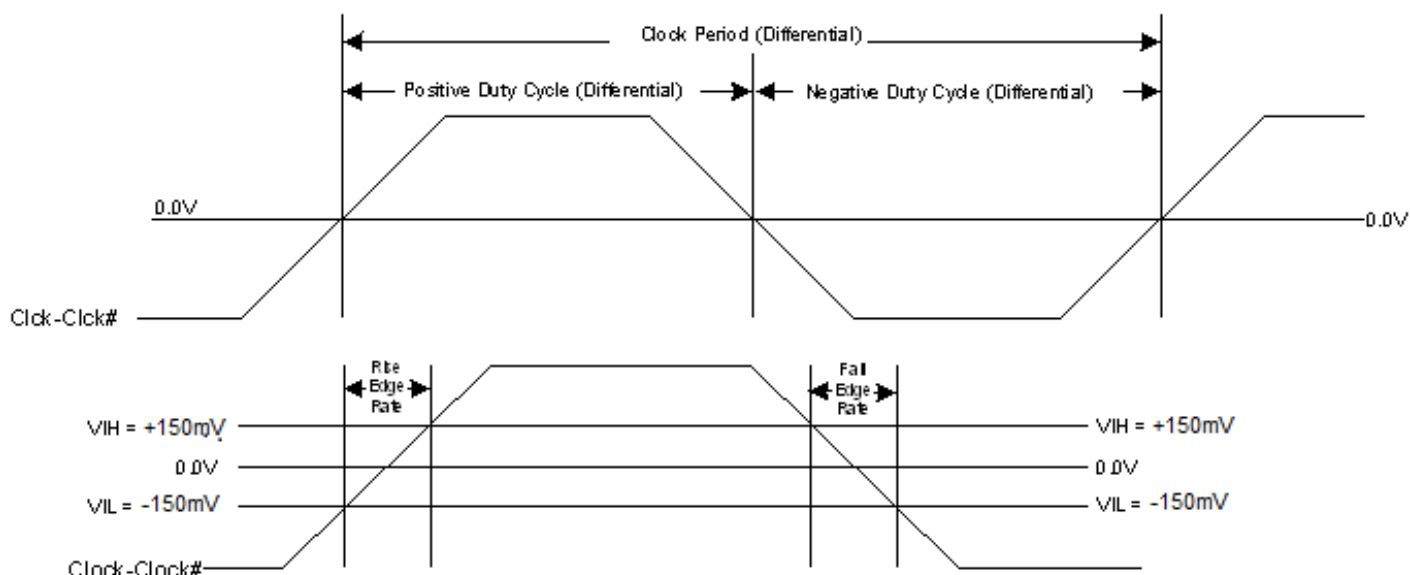 Clock Period (Differential)
Positive Duty Cycle (Differential)
Negative Duty Cycle (Differential)
0.0V
0.0V
Clck-Clck#
Rise
Edge
Rate
Fall
Edge
Rate
VIH = +150mV
VIH = +150mV
0.0V
0.0V
VIL = -150mV
VIL = -150mV
Clock-Clock#